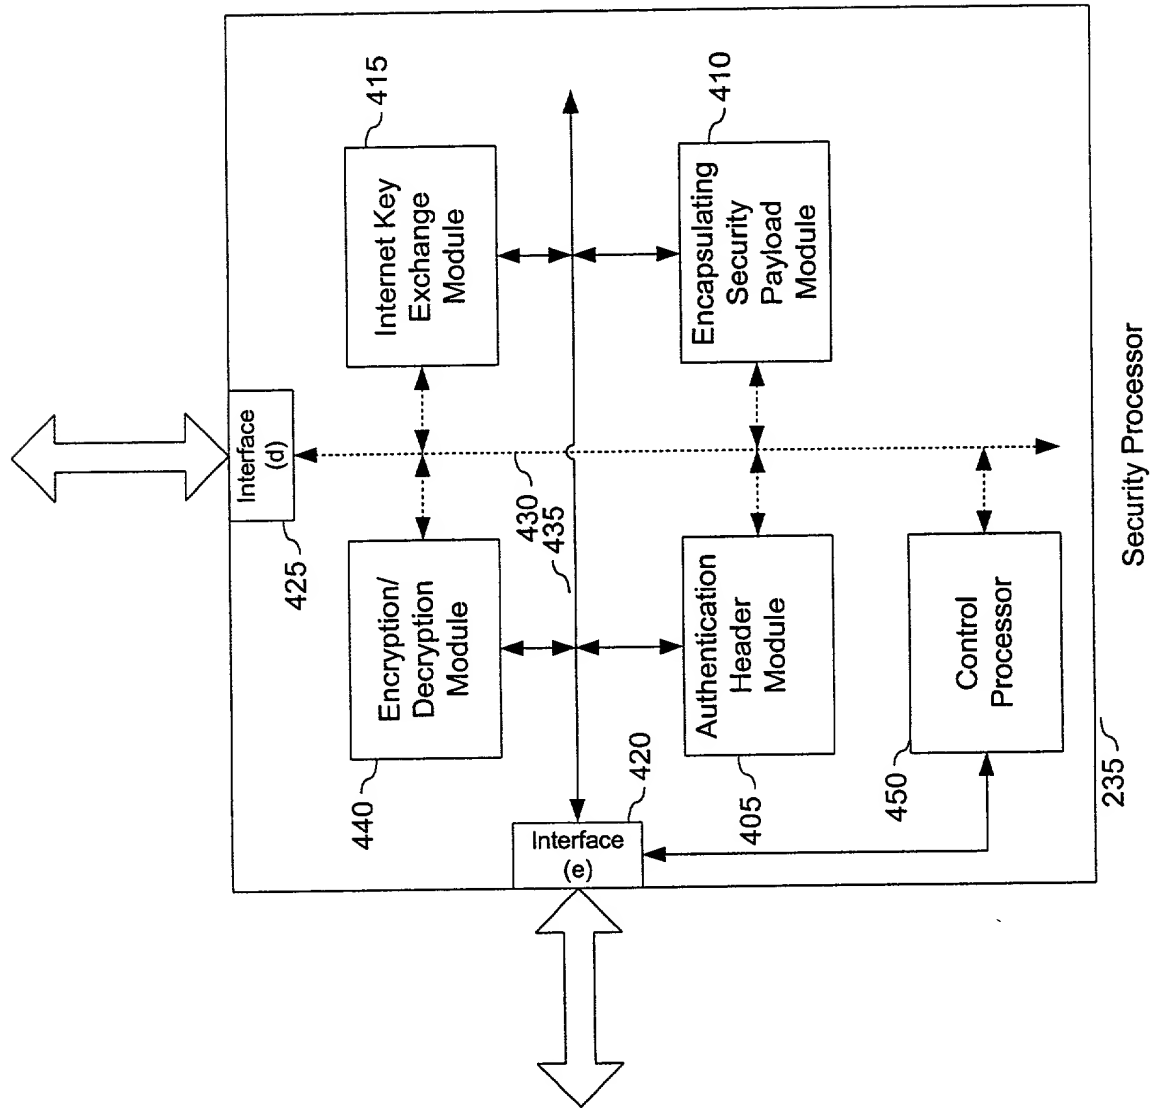 415
410
Internet Key
Exchange
Module
Encapsulating
Security
Payload
Module
Interface
(d)
425
430
435
Encryption/
Decryption
Module
Authentication
Header
Module
Control
Processor
440
Interface
(e)
420
405
450
235
Security Processor